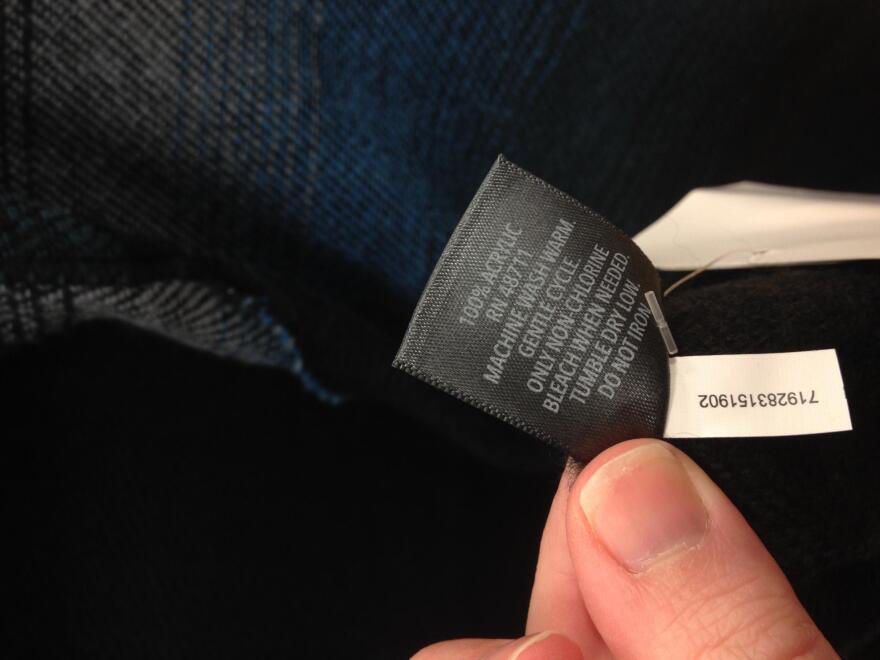 100% ACRYLIC
RN 48711
MACHINE WASH WARM.
GENTLE CYCLE
ONLY NON-CHLORINE
BLEACH WHEN NEEDED.
TUMBLE DRY LOW.
DO NOT IRON.
719283151902